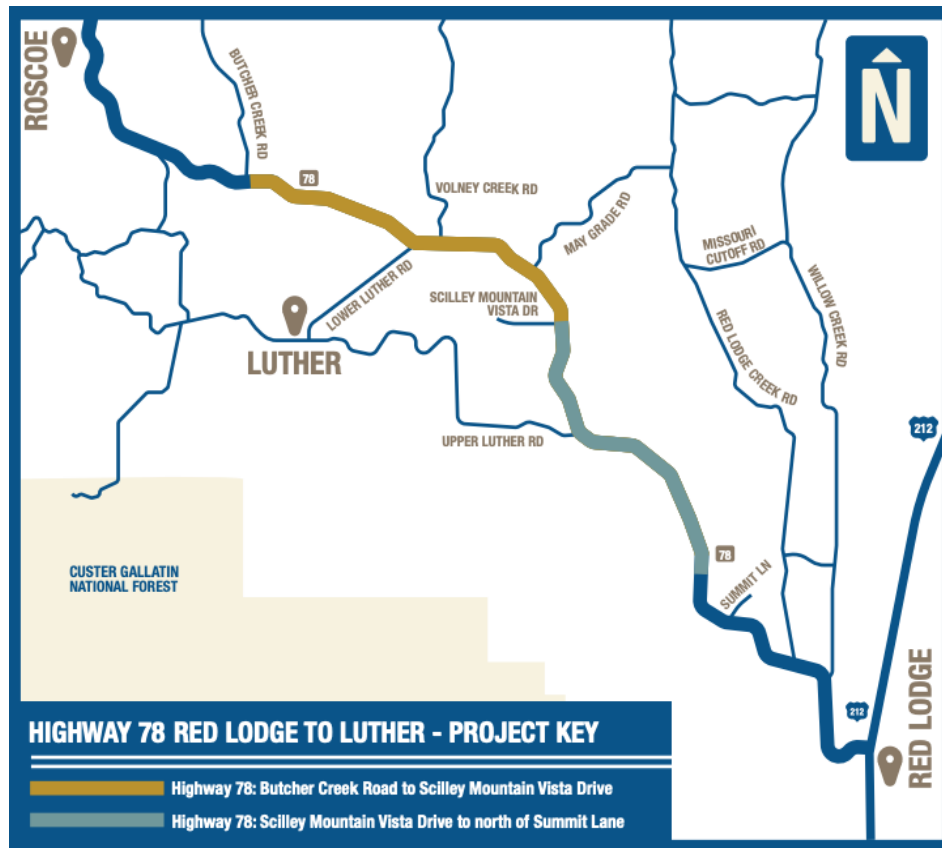 ROSCOE
BUTCHER CREEK RD
N
78
VOLNEY CREEK RD
MAY GRADE RD
MISSOURI
CUTOFF RD
WILLOW CREEK RD
SCILLEY MOUNTAIN
VISTA DR
LOWER LUTHER RD
LUTHER
RED LODGE CREEK RD
UPPER LUTHER RD
212
78
CUSTER GALLATIN
NATIONAL FOREST
SUMMIT LN
RED LODGE
212
HIGHWAY 78 RED LODGE TO LUTHER - PROJECT KEY
Highway 78: Butcher Creek Road to Scilley Mountain Vista Drive
Highway 78: Scilley Mountain Vista Drive to north of Summit Lane